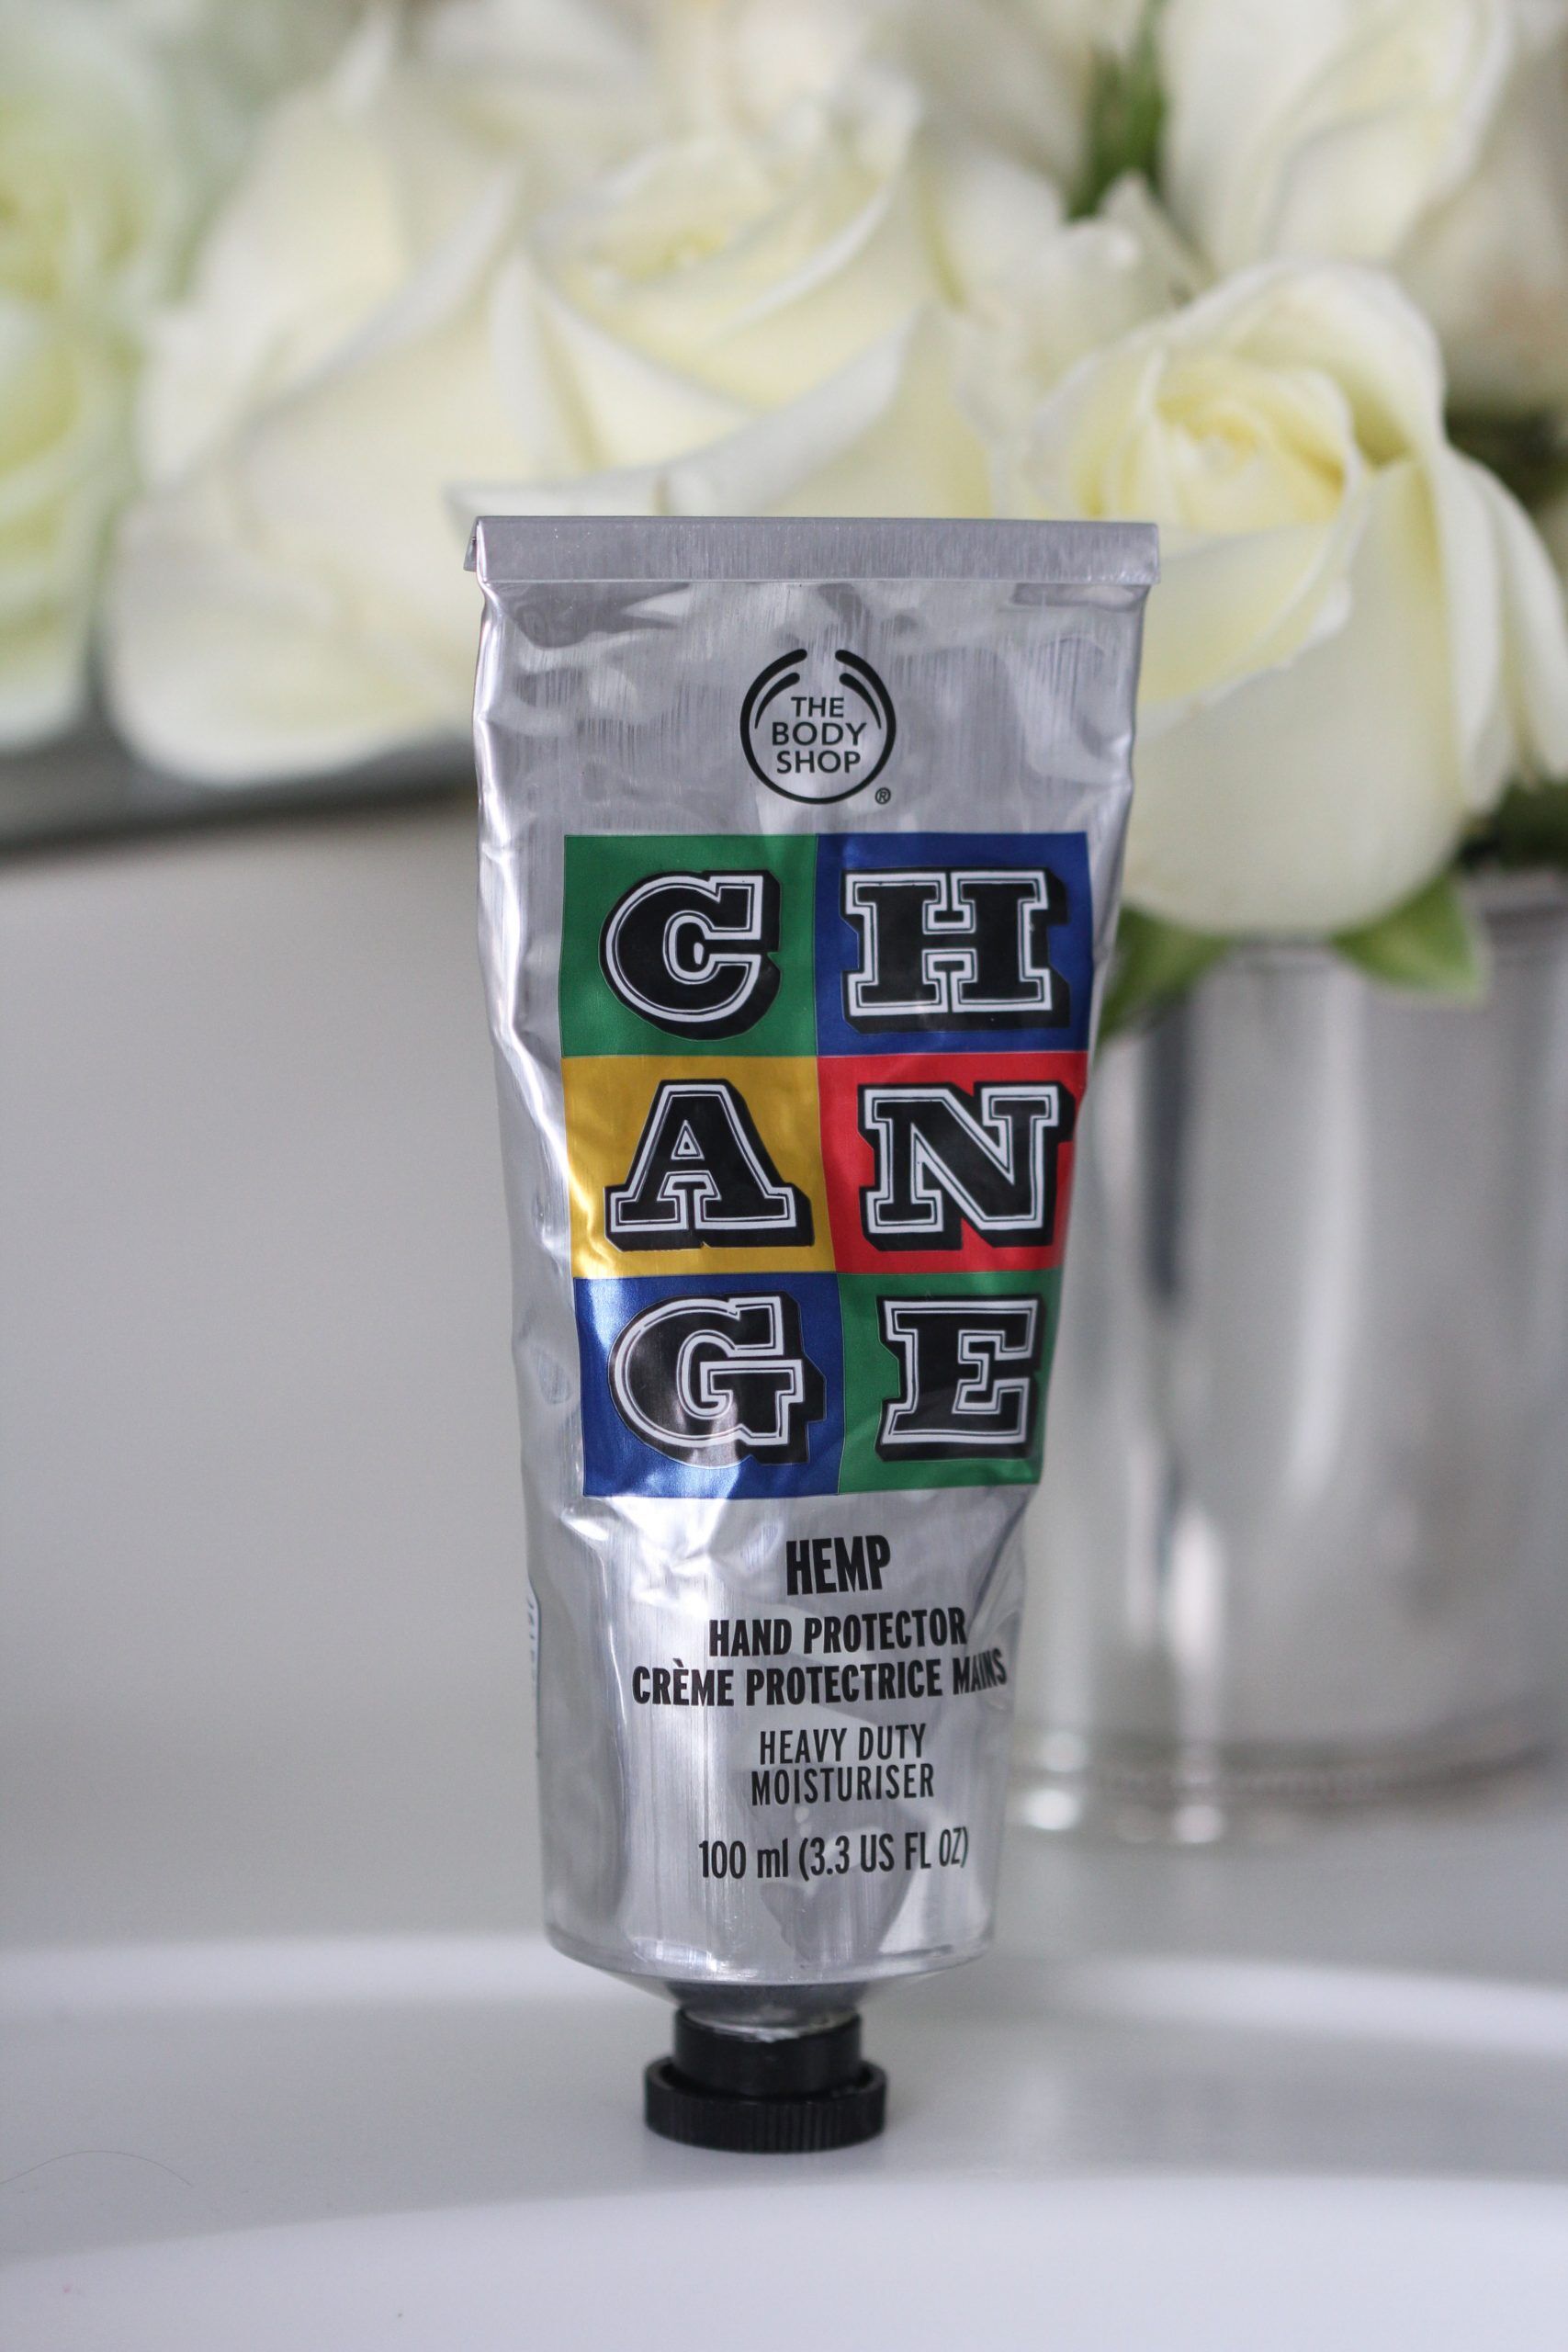 THE
BODY
SHOP
®
CH
AN
GE
HEMP
HAND PROTECTOR
CRÈME PROTECTRICE MAINS
HEAVY DUTY
MOISTURISER
100 ml (3.3 US FL OZ)